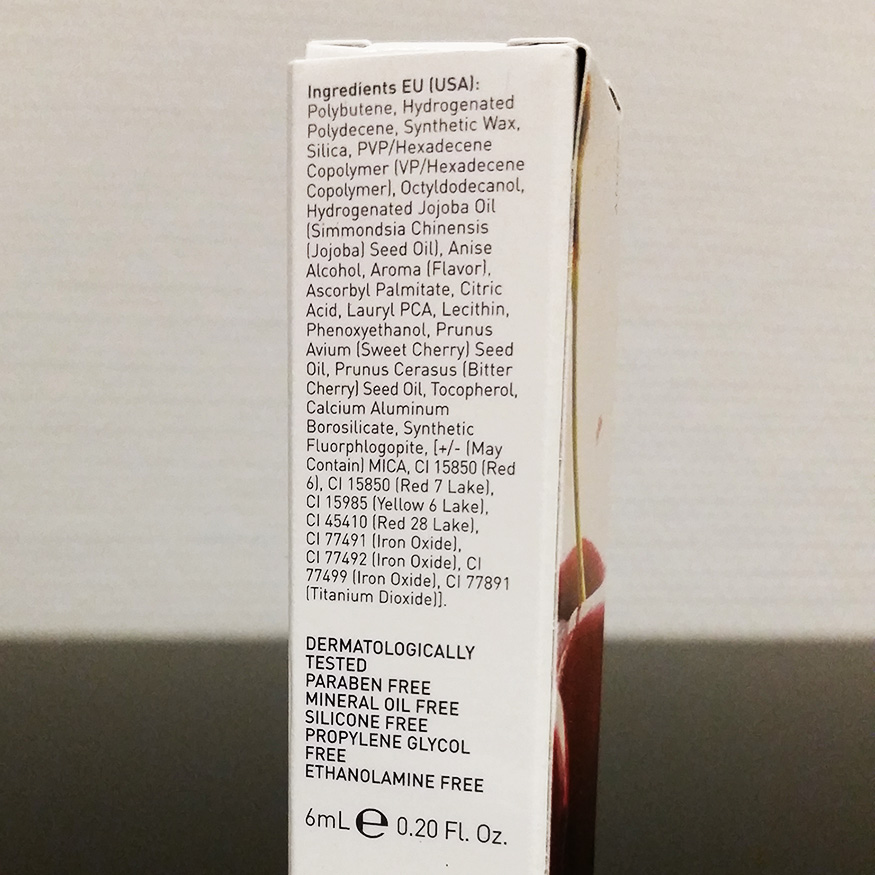 Ingredients EU (USA):
Polybutene, Hydrogenated
Polydecene, Synthetic Wax,
Silica, PVP/Hexadecene
Copolymer (VP/Hexadecene
Copolymer), Octyldodecanol,
Hydrogenated Jojoba Oil
(Simmondsia Chinensis
(Jojoba) Seed Oil), Anise
Alcohol, Aroma (Flavor),
Ascorbyl Palmitate, Citric
Acid, Lauryl PCA, Lecithin,
Phenoxyethanol, Prunus
Avium (Sweet Cherry) Seed
Oil, Prunus Cerasus (Bitter
Cherry) Seed Oil, Tocopherol,
Calcium Aluminum
Borosilicate, Synthetic
Fluorphlogopite, [+/- (May
Contain) MICA, CI 15850 (Red
6), CI 15850 (Red 7 Lake),
CI 15985 (Yellow 6 Lake),
CI 45410 (Red 28 Lake),
CI 77491 (Iron Oxide),
CI 77492 (Iron Oxide), CI
77499 (Iron Oxide), CI 77891
(Titanium Dioxide)].
DERMATOLOGICALLY
TESTED
PARABEN FREE
MINERAL OIL FREE
SILICONE FREE
PROPYLENE GLYCOL
FREE
ETHANOLAMINE FREE
6mL ℮ 0.20 Fl. Oz.